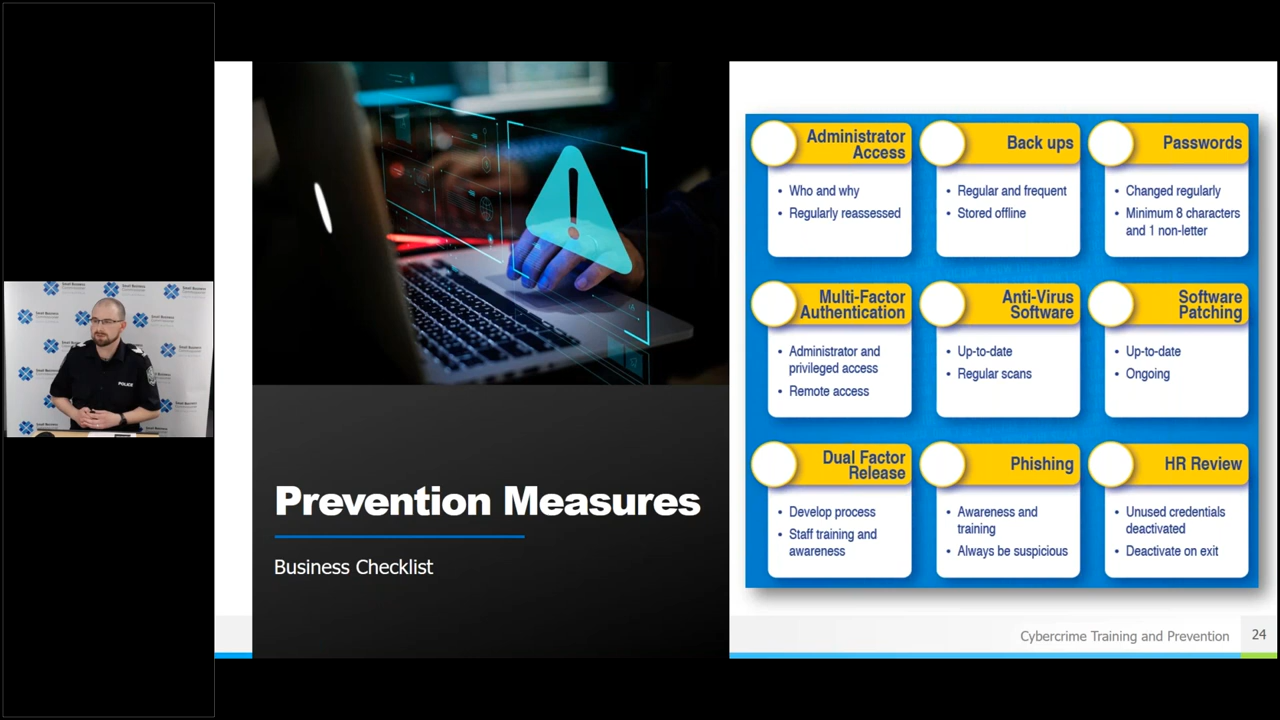 Small Business
POLICE
Prevention Measures
Business Checklist
Administrator
Access
• Who and why
• Regularly reassessed
Back ups
• Regular and frequent
• Stored offline
Passwords
• Changed regularly
• Minimum 8 characters
and 1 non-letter
Multi-Factor
Authentication
• Administrator and
privileged access
• Remote access
Anti-Virus
Software
• Up-to-date
• Regular scans
Software
Patching
• Up-to-date
• Ongoing
Dual Factor
Release
• Develop process
• Staff training and
awareness
Phishing
• Awareness and
training
• Always be suspicious
HR Review
• Unused credentials
deactivated
• Deactivate on exit
Cybercrime Training and Prevention
24